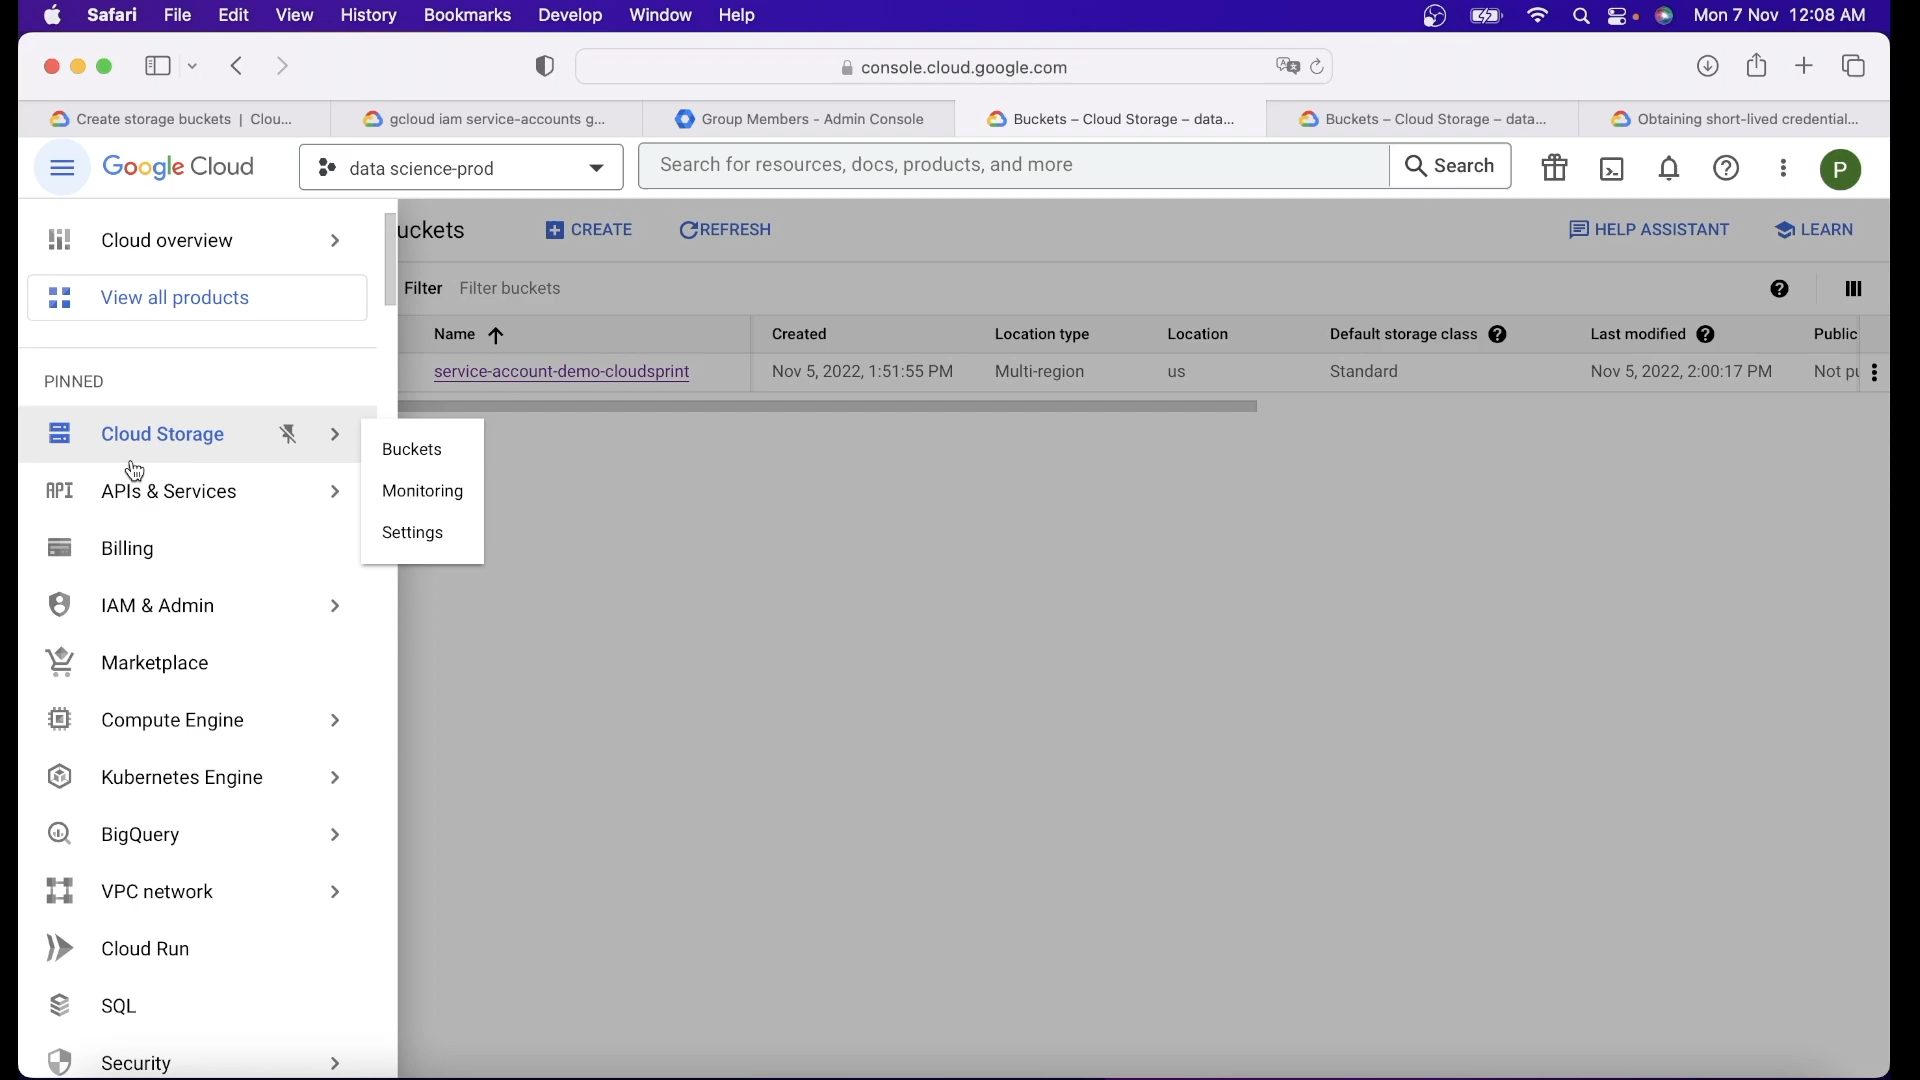 Safari File Edit View History Bookmarks Develop Window Help Mon 7 Nov 12:08 AM
console.cloud.google.com
Create storage buckets | Clou... gcloud iam service-accounts g... Group Members - Admin Console Buckets – Cloud Storage – data... Buckets – Cloud Storage – data... Obtaining short-lived credential...
Google Cloud data science-prod Search for resources, docs, products, and more Search P
Cloud overview
View all products
PINNED
Cloud Storage
APIs & Services
API
Billing
IAM & Admin
Marketplace
Compute Engine
Kubernetes Engine
BigQuery
VPC network
Cloud Run
SQL
Security
Buckets
Monitoring
Settings
uckets CREATE REFRESH HELP ASSISTANT LEARN
Filter Filter buckets
Name Created Location type Location Default storage class Last modified Public
service-account-demo-cloudsprint Nov 5, 2022, 1:51:55 PM Multi-region us Standard Nov 5, 2022, 2:00:17 PM Not pu